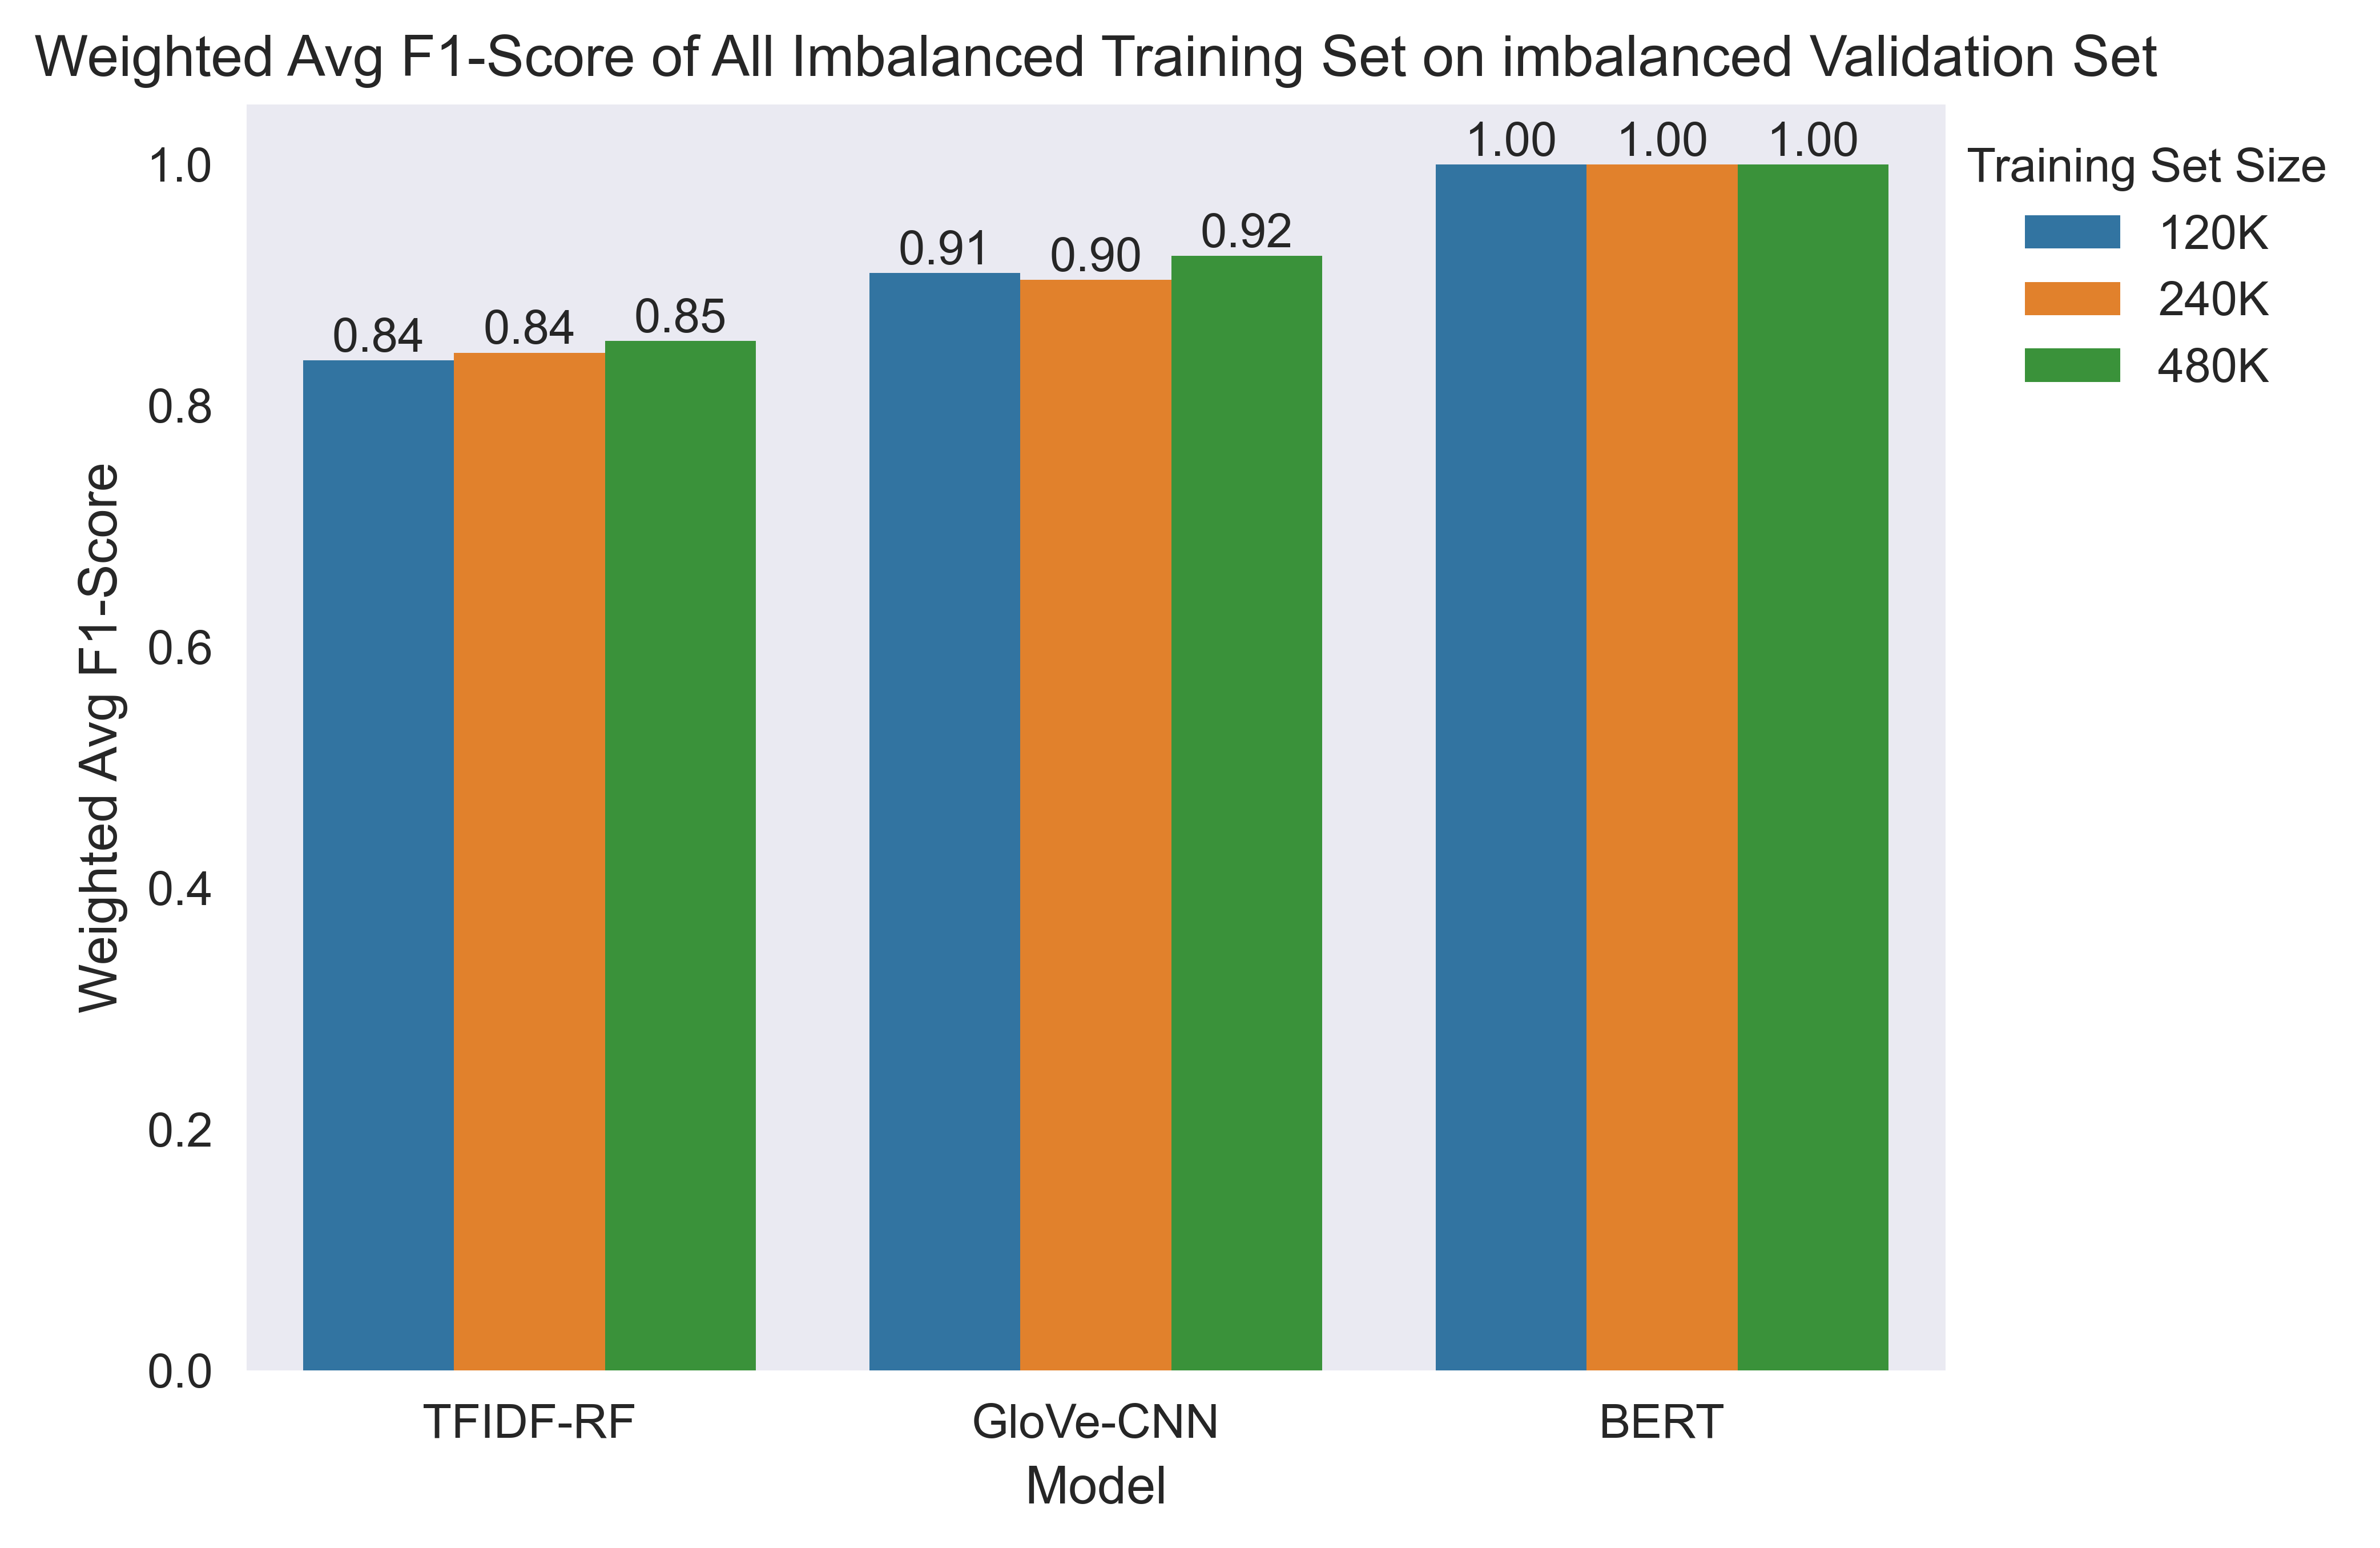 Weighted Avg F1-Score of All Imbalanced Training Set on imbalanced Validation Set
Weighted Avg F1-Score
1.0
0.8
0.6
0.4
0.2
0.0
0.84
0.84
0.85
0.91
0.90
0.92
1.00
1.00
1.00
TFIDF-RF
GloVe-CNN
BERT
Model
Training Set Size
120K
240K
480K